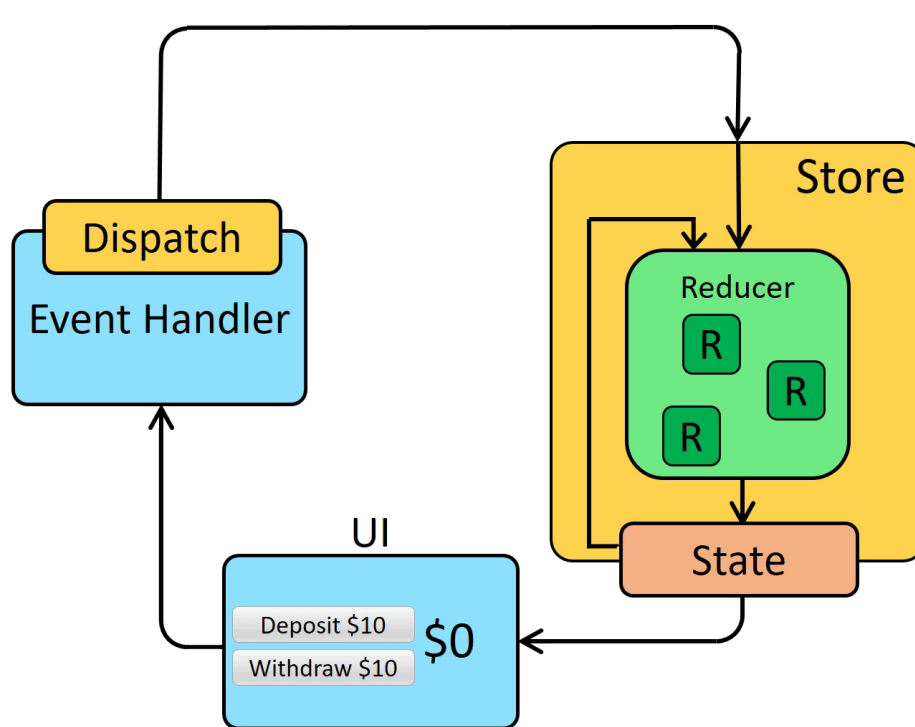 Store
Dispatch
Event Handler
Reducer
R
R
R
State
UI
Deposit $10
Withdraw $10
$0